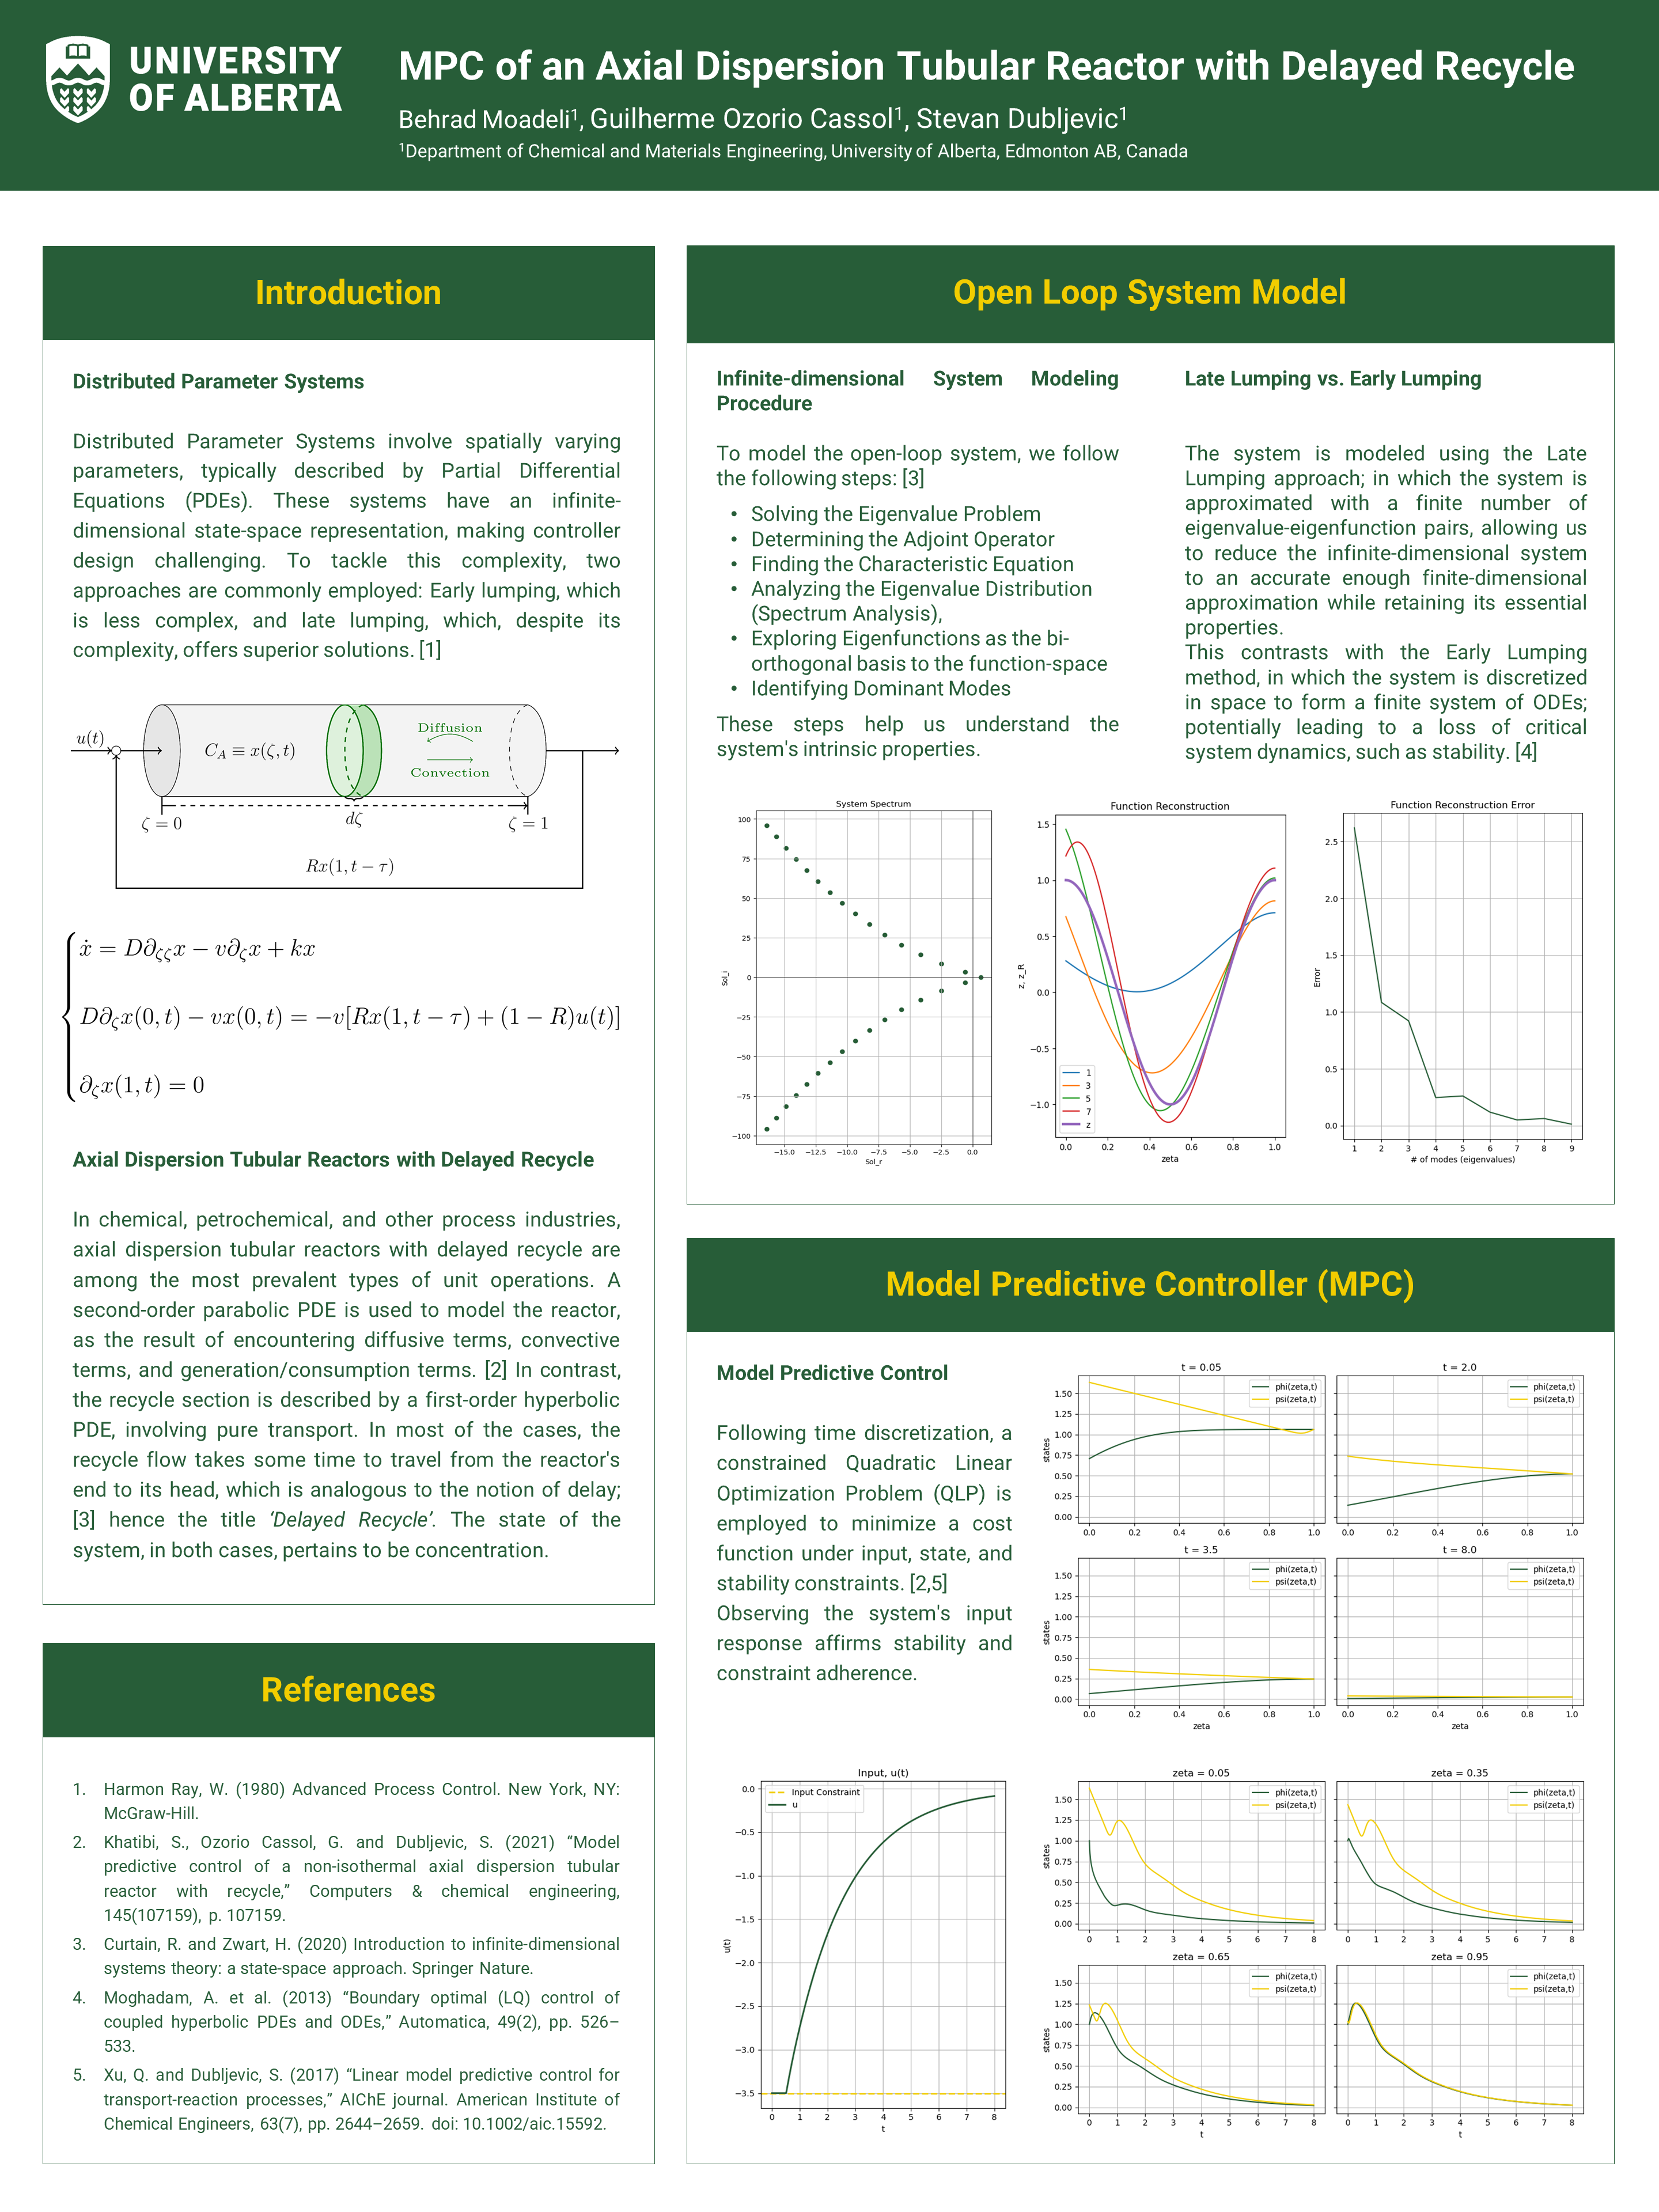 UNIVERSITY
OF ALBERTA
MPC of an Axial Dispersion Tubular Reactor with Delayed Recycle
Behrad Moadeli¹, Guilherme Ozorio Cassol¹, Stevan Dubljevic¹
¹Department of Chemical and Materials Engineering, University of Alberta, Edmonton AB, Canada
Introduction
Distributed Parameter Systems
Distributed Parameter Systems involve spatially varying
parameters, typically described by Partial Differential
Equations (PDEs). These systems have an infinite-
dimensional state-space representation, making controller
design challenging. To tackle this complexity, two
approaches are commonly employed: Early lumping, which
is less complex, and late lumping, which, despite its
complexity, offers superior solutions. [1]
u(t)
C_A ≡ x(ζ, t)
Diffusion
Convection
ζ = 0
dζ
ζ = 1
Rx(1, t − τ)
ẋ = D∂ζζx − v∂ζx + kx
D∂ζx(0, t) − vx(0, t) = −v[Rx(1, t − τ) + (1 − R)u(t)]
∂ζx(1, t) = 0
Axial Dispersion Tubular Reactors with Delayed Recycle
In chemical, petrochemical, and other process industries,
axial dispersion tubular reactors with delayed recycle are
among the most prevalent types of unit operations. A
second-order parabolic PDE is used to model the reactor,
as the result of encountering diffusive terms, convective
terms, and generation/consumption terms. [2] In contrast,
the recycle section is described by a first-order hyperbolic
PDE, involving pure transport. In most of the cases, the
recycle flow takes some time to travel from the reactor's
end to its head, which is analogous to the notion of delay;
[3] hence the title ‘Delayed Recycle’. The state of the
system, in both cases, pertains to be concentration.
References
1. Harmon Ray, W. (1980) Advanced Process Control. New York, NY:
McGraw-Hill.
2. Khatibi, S., Ozorio Cassol, G. and Dubljevic, S. (2021) “Model
predictive control of a non-isothermal axial dispersion tubular
reactor with recycle,” Computers & chemical engineering,
145(107159), p. 107159.
3. Curtain, R. and Zwart, H. (2020) Introduction to infinite-dimensional
systems theory: a state-space approach. Springer Nature.
4. Moghadam, A. et al. (2013) “Boundary optimal (LQ) control of
coupled hyperbolic PDEs and ODEs,” Automatica, 49(2), pp. 526–
533.
5. Xu, Q. and Dubljevic, S. (2017) “Linear model predictive control for
transport-reaction processes,” AIChE journal. American Institute of
Chemical Engineers, 63(7), pp. 2644–2659. doi: 10.1002/aic.15592.
Open Loop System Model
Infinite-dimensional System Modeling
Procedure
To model the open-loop system, we follow
the following steps: [3]
• Solving the Eigenvalue Problem
• Determining the Adjoint Operator
• Finding the Characteristic Equation
• Analyzing the Eigenvalue Distribution
(Spectrum Analysis),
• Exploring Eigenfunctions as the bi-
orthogonal basis to the function-space
• Identifying Dominant Modes
These steps help us understand the
system's intrinsic properties.
Late Lumping vs. Early Lumping
The system is modeled using the Late
Lumping approach; in which the system is
approximated with a finite number of
eigenvalue-eigenfunction pairs, allowing us
to reduce the infinite-dimensional system
to an accurate enough finite-dimensional
approximation while retaining its essential
properties.
This contrasts with the Early Lumping
method, in which the system is discretized
in space to form a finite system of ODEs;
potentially leading to a loss of critical
system dynamics, such as stability. [4]
System Spectrum
100
75
50
25
0
−25
−50
−75
−100
Sol_i
−15.0 −12.5 −10.0 −7.5 −5.0 −2.5 0.0
Sol_r
Function Reconstruction
1.5
1.0
0.5
0.0
−0.5
−1.0
z, z_R
1
3
5
7
z
0.0 0.2 0.4 0.6 0.8 1.0
zeta
Function Reconstruction Error
2.5
2.0
1.5
1.0
0.5
0.0
Error
1 2 3 4 5 6 7 8 9
# of modes (eigenvalues)
Model Predictive Controller (MPC)
Model Predictive Control
Following time discretization, a
constrained Quadratic Linear
Optimization Problem (QLP) is
employed to minimize a cost
function under input, state, and
stability constraints. [2,5]
Observing the system's input
response affirms stability and
constraint adherence.
t = 0.05
phi(zeta,t)
psi(zeta,t)
1.50
1.25
1.00
0.75
0.50
0.25
0.00
states
0.0 0.2 0.4 0.6 0.8 1.0
t = 2.0
phi(zeta,t)
psi(zeta,t)
0.0 0.2 0.4 0.6 0.8 1.0
t = 3.5
phi(zeta,t)
psi(zeta,t)
1.50
1.25
1.00
0.75
0.50
0.25
0.00
states
0.0 0.2 0.4 0.6 0.8 1.0
zeta
t = 8.0
phi(zeta,t)
psi(zeta,t)
0.0 0.2 0.4 0.6 0.8 1.0
zeta
Input, u(t)
Input Constraint
u
0.0
−0.5
−1.0
−1.5
−2.0
−2.5
−3.0
−3.5
u(t)
0 1 2 3 4 5 6 7 8
t
zeta = 0.05
phi(zeta,t)
psi(zeta,t)
1.50
1.25
1.00
0.75
0.50
0.25
0.00
states
0 1 2 3 4 5 6 7 8
zeta = 0.35
phi(zeta,t)
psi(zeta,t)
0 1 2 3 4 5 6 7 8
zeta = 0.65
phi(zeta,t)
psi(zeta,t)
1.50
1.25
1.00
0.75
0.50
0.25
0.00
states
0 1 2 3 4 5 6 7 8
t
zeta = 0.95
phi(zeta,t)
psi(zeta,t)
0 1 2 3 4 5 6 7 8
t